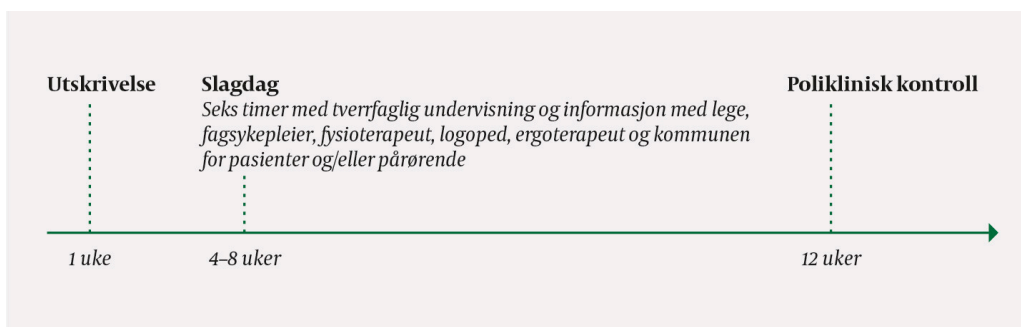 Utskrivelse
Slagdag
Seks timer med tverrfaglig undervisning og informasjon med lege,
fagsykepleier, fysioterapeut, logoped, ergoterapeut og kommunen
for pasienter og/eller pårørende
Poliklinisk kontroll
1 uke
4–8 uker
12 uker